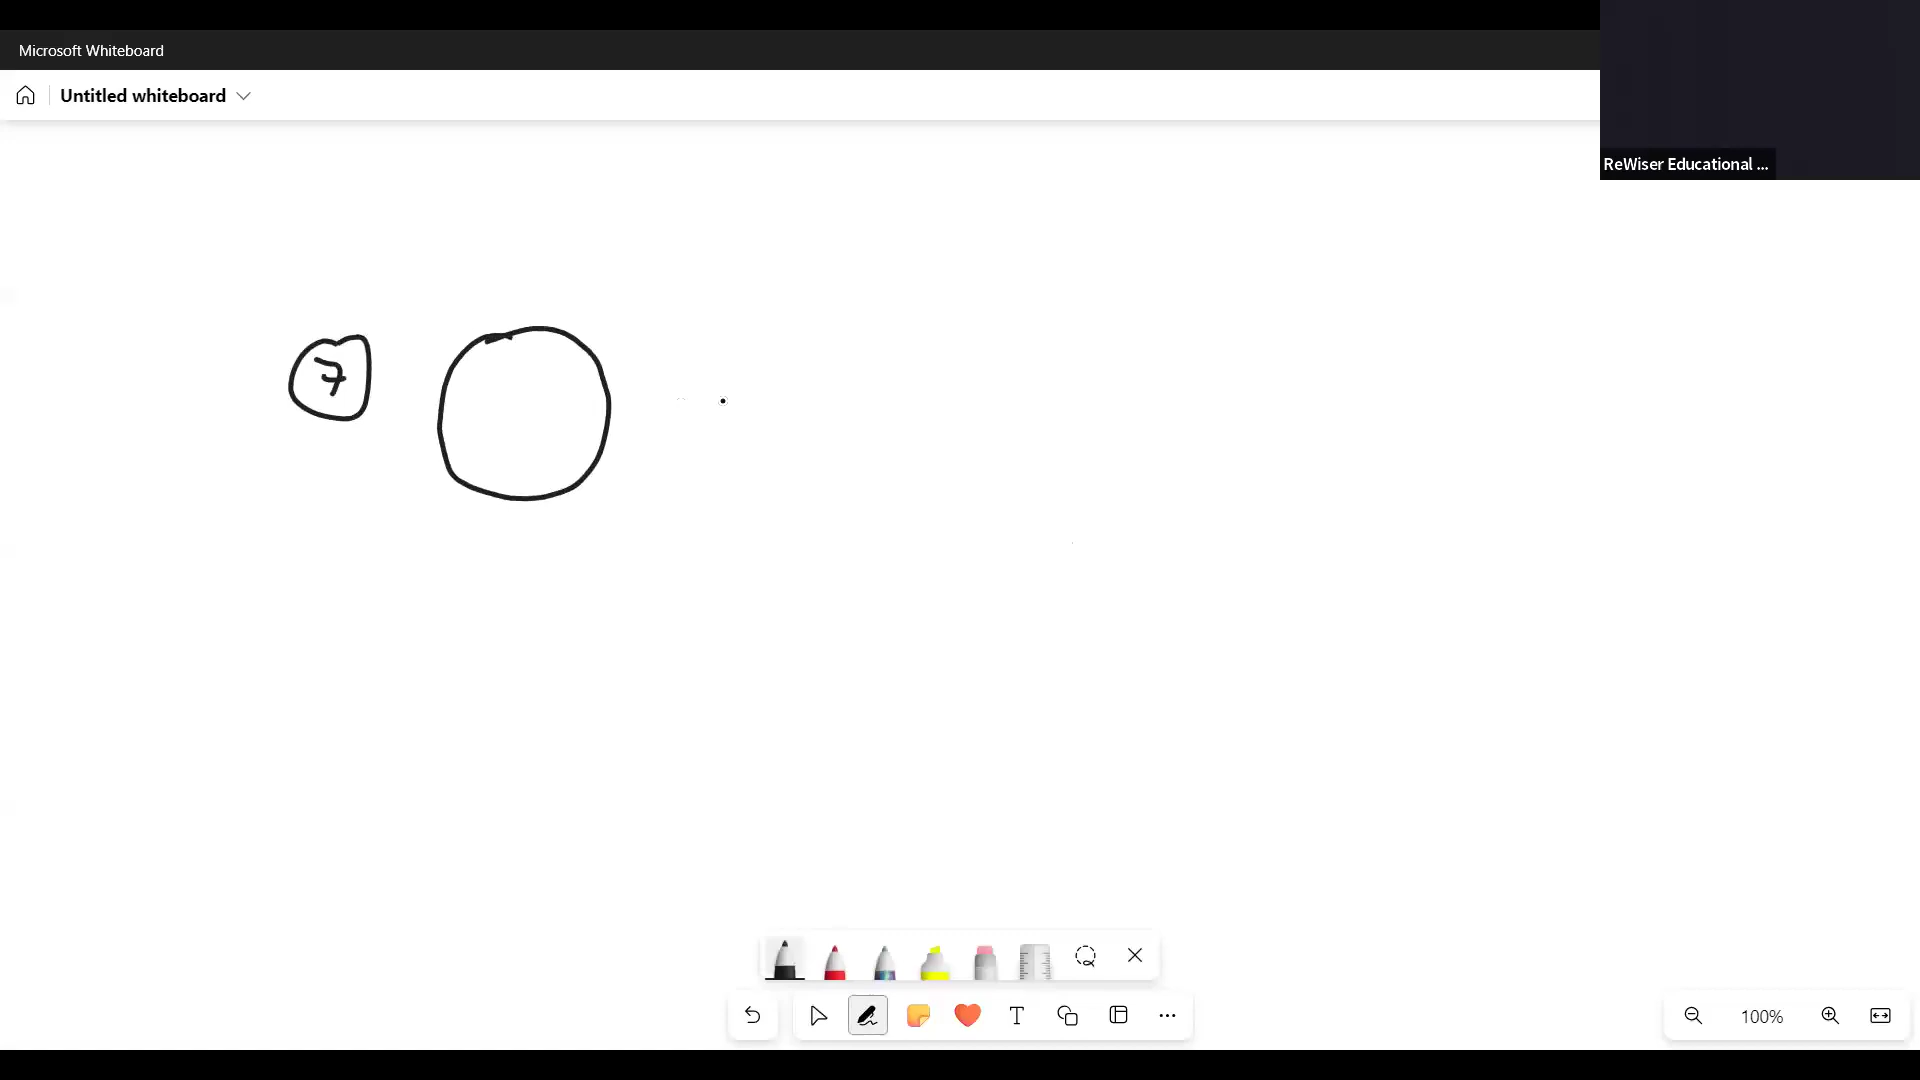 Microsoft Whiteboard
Untitled whiteboard
ReWiser Educational ...
7
100%